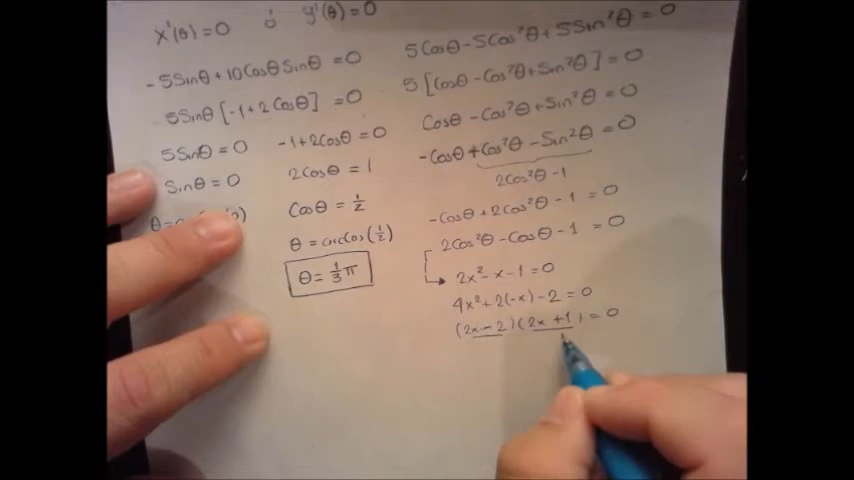 x'(θ) = 0 ó y'(θ) = 0
-5Sinθ + 10CosθSinθ = 0
-5Sinθ[-1 + 2Cosθ] = 0
5Sinθ = 0
Sinθ = 0
-1 + 2Cosθ = 0
2Cosθ = 1
Cosθ = 1/2
θ = arcCos(1/2)
θ = 1/3 π
5Cosθ - 5Cos²θ + 5Sin²θ = 0
5[Cosθ - Cos²θ + Sin²θ] = 0
Cosθ - Cos²θ + Sin²θ = 0
-Cosθ + Cos²θ - Sin²θ = 0
2Cos²θ - 1
-Cosθ + 2Cos²θ - 1 = 0
2Cos²θ - Cosθ - 1 = 0
2x² - x - 1 = 0
4x² + 2(-x) - 2 = 0
(2x - 2)(2x + 1) = 0